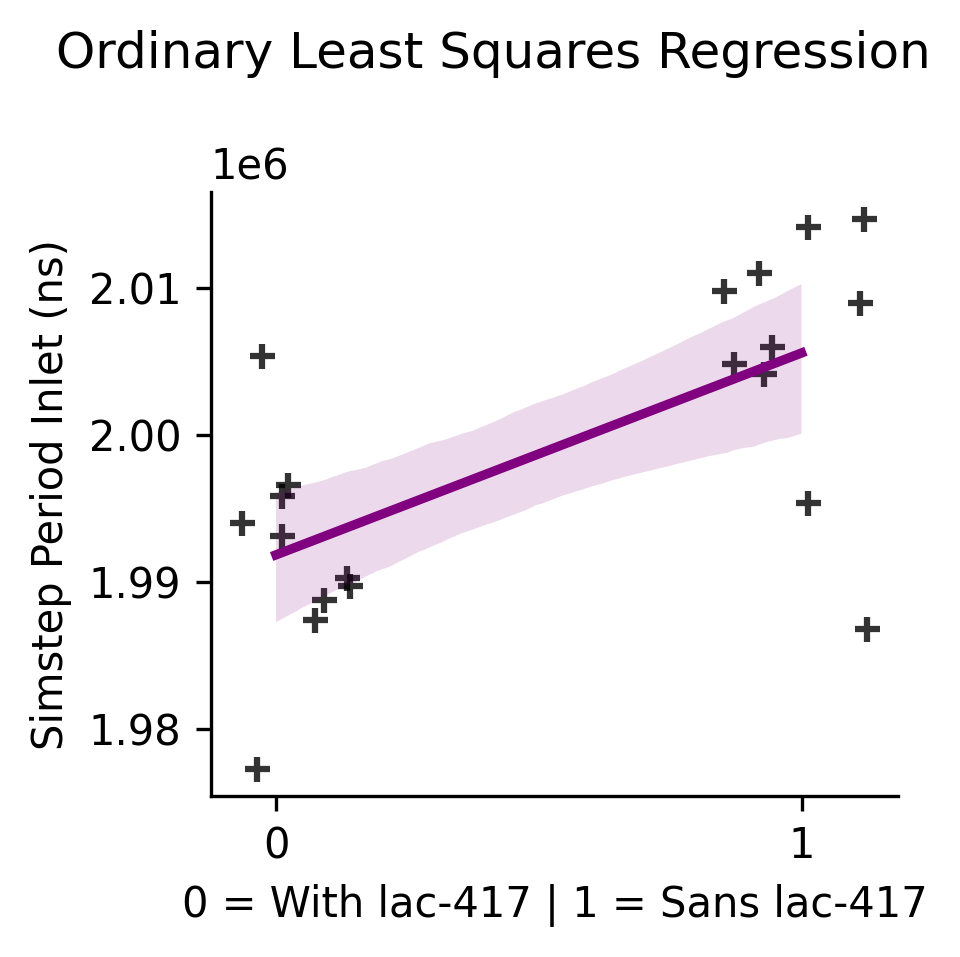 Ordinary Least Squares Regression
1e6
Simstep Period Inlet (ns)
2.01
2.00
1.99
1.98
0
1
0 = With lac-417 | 1 = Sans lac-417